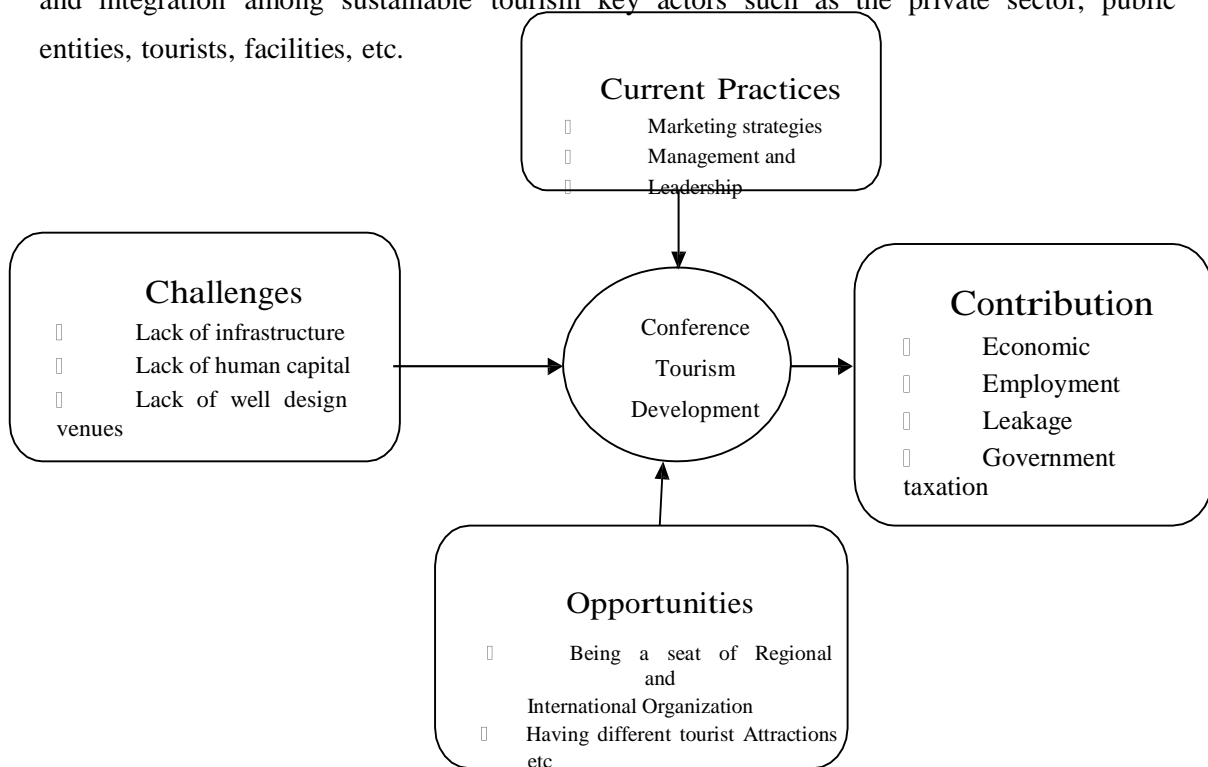 and integration among sustainable tourism key actors such as the private sector, public
entities, tourists, facilities, etc.
Current Practices
Marketing strategies
Management and
Leadership
Challenges
Lack of infrastructure
Lack of human capital
Lack of well design
venues
Conference
Tourism
Development
Contribution
Economic
Employment
Leakage
Government
taxation
Opportunities
Being a seat of Regional
and
International Organization
Having different tourist Attractions
etc